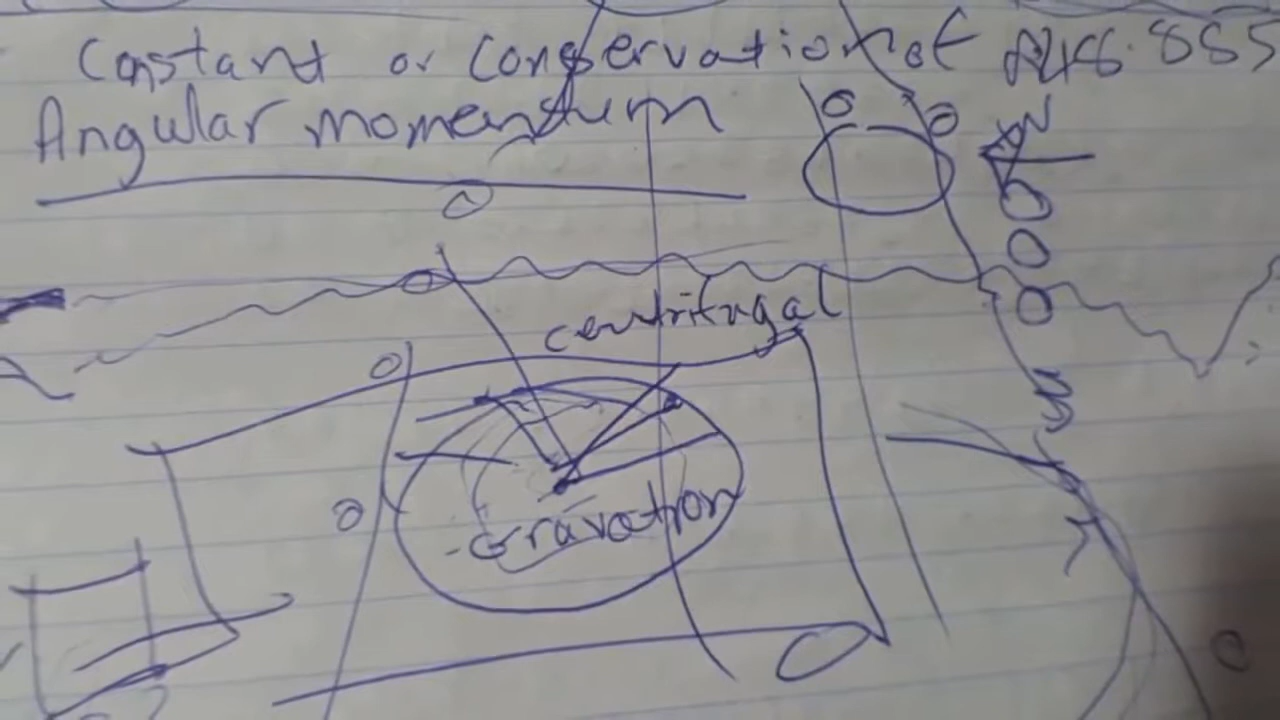 Constant or Conservation of
Angular momentum
centrifugal
Gravation